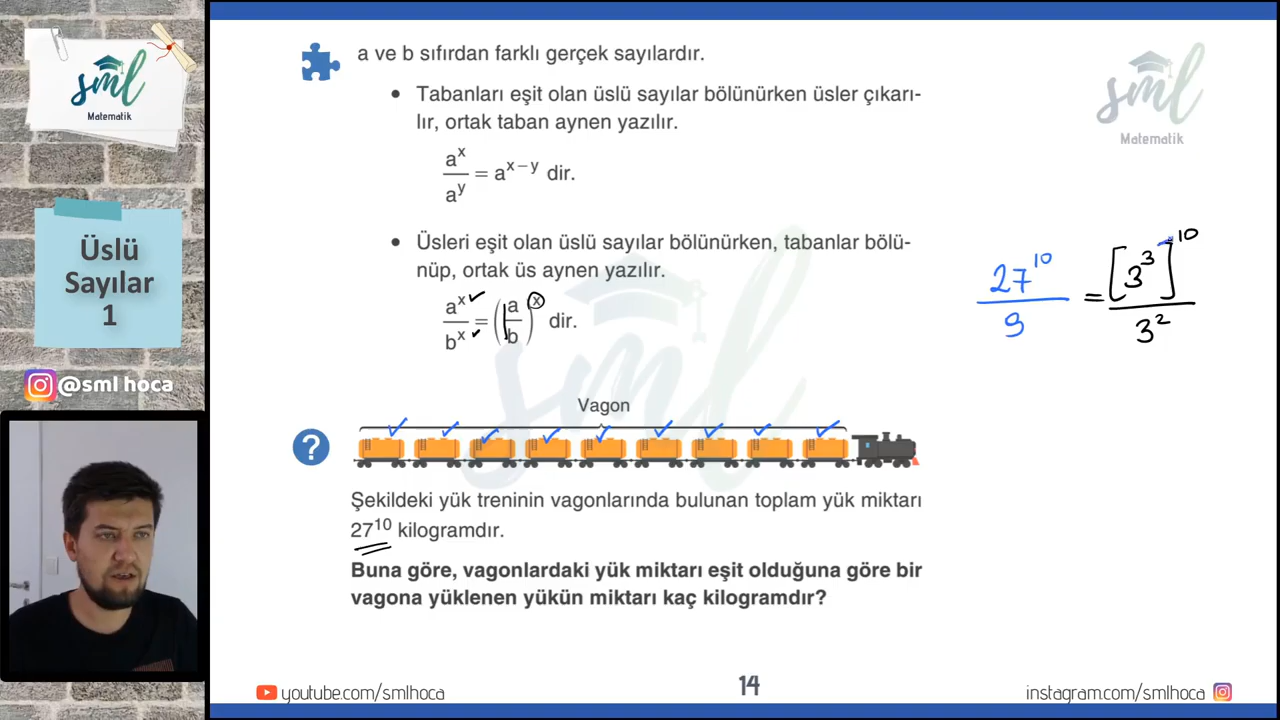 sml
Matematik
Üslü
Sayılar
1
@sml hoca
a ve b sıfırdan farklı gerçek sayılardır.
• Tabanları eşit olan üslü sayılar bölünürken üsler çıkarı-
lır, ortak taban aynen yazılır.
a^x / a^y = a^(x–y) dir.
• Üsleri eşit olan üslü sayılar bölünürken, tabanlar bölü-
nüp, ortak üs aynen yazılır.
a^x / b^x = (a/b)^x dir.
sml
Matematik
27^10 / 9 = [3^3]^10 / 3^2
sml
Vagon
?
Şekildeki yük treninin vagonlarında bulunan toplam yük miktarı
27^10 kilogramdır.
Buna göre, vagonlardaki yük miktarı eşit olduğuna göre bir
vagona yüklenen yükün miktarı kaç kilogramdır?
youtube.com/smlhoca
14
instagram.com/smlhoca